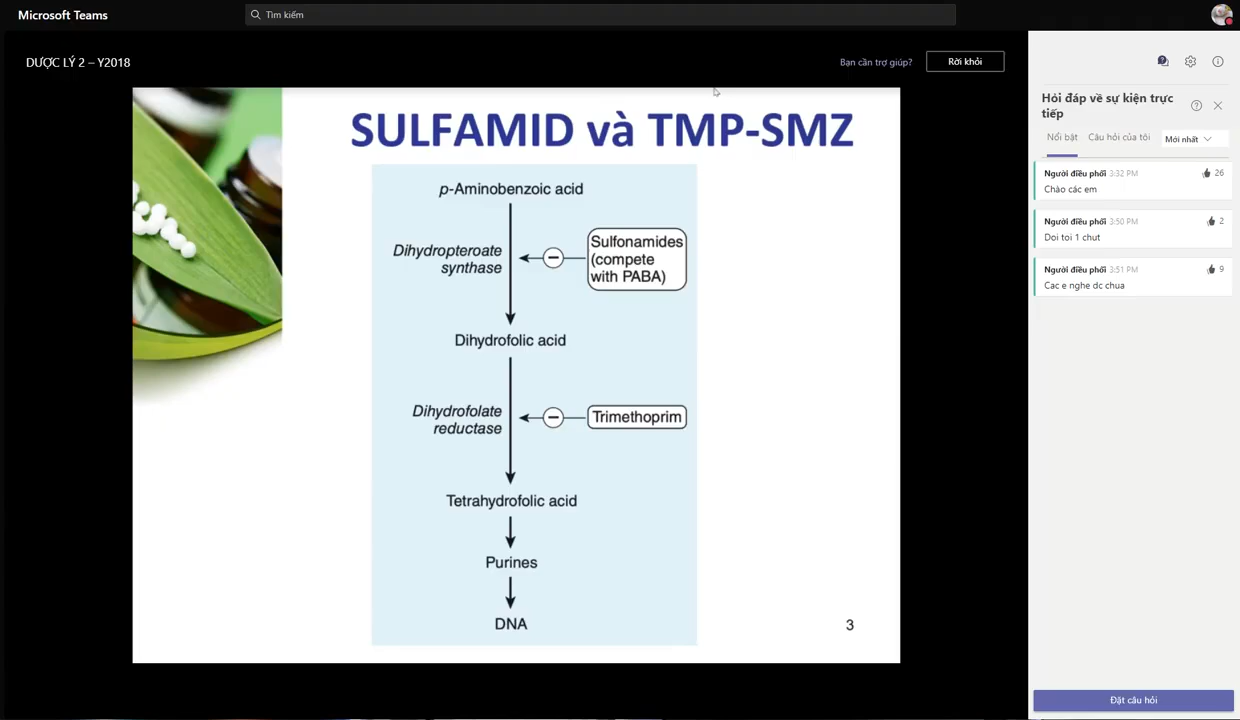 Microsoft Teams
Tìm kiếm
DƯỢC LÝ 2 – Y2018
Bạn cần trợ giúp?
Rời khỏi
SULFAMID và TMP-SMZ
p-Aminobenzoic acid
Dihydropteroate
synthase
Sulfonamides
(compete
with PABA)
Dihydrofolic acid
Dihydrofolate
reductase
Trimethoprim
Tetrahydrofolic acid
Purines
DNA
3
Hỏi đáp về sự kiện trực
tiếp
Nổi bật
Câu hỏi của tôi
Mới nhất
Người điều phối 3:32 PM
26
Chào các em
Người điều phối 3:50 PM
2
Doi toi 1 chut
Người điều phối 3:51 PM
9
Cac e nghe dc chua
Đặt câu hỏi